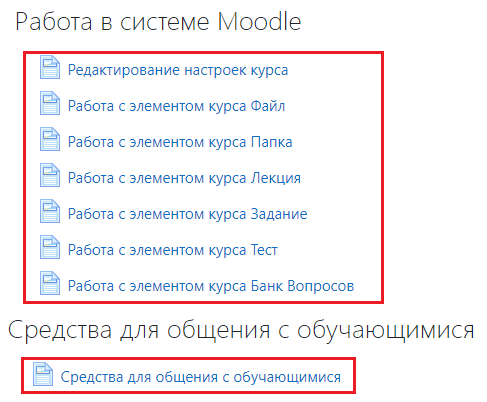 Работа в системе Moodle
Редактирование настроек курса
Работа с элементом курса Файл
Работа с элементом курса Папка
Работа с элементом курса Лекция
Работа с элементом курса Задание
Работа с элементом курса Тест
Работа с элементом курса Банк Вопросов
Средства для общения с обучающимися
Средства для общения с обучающимися